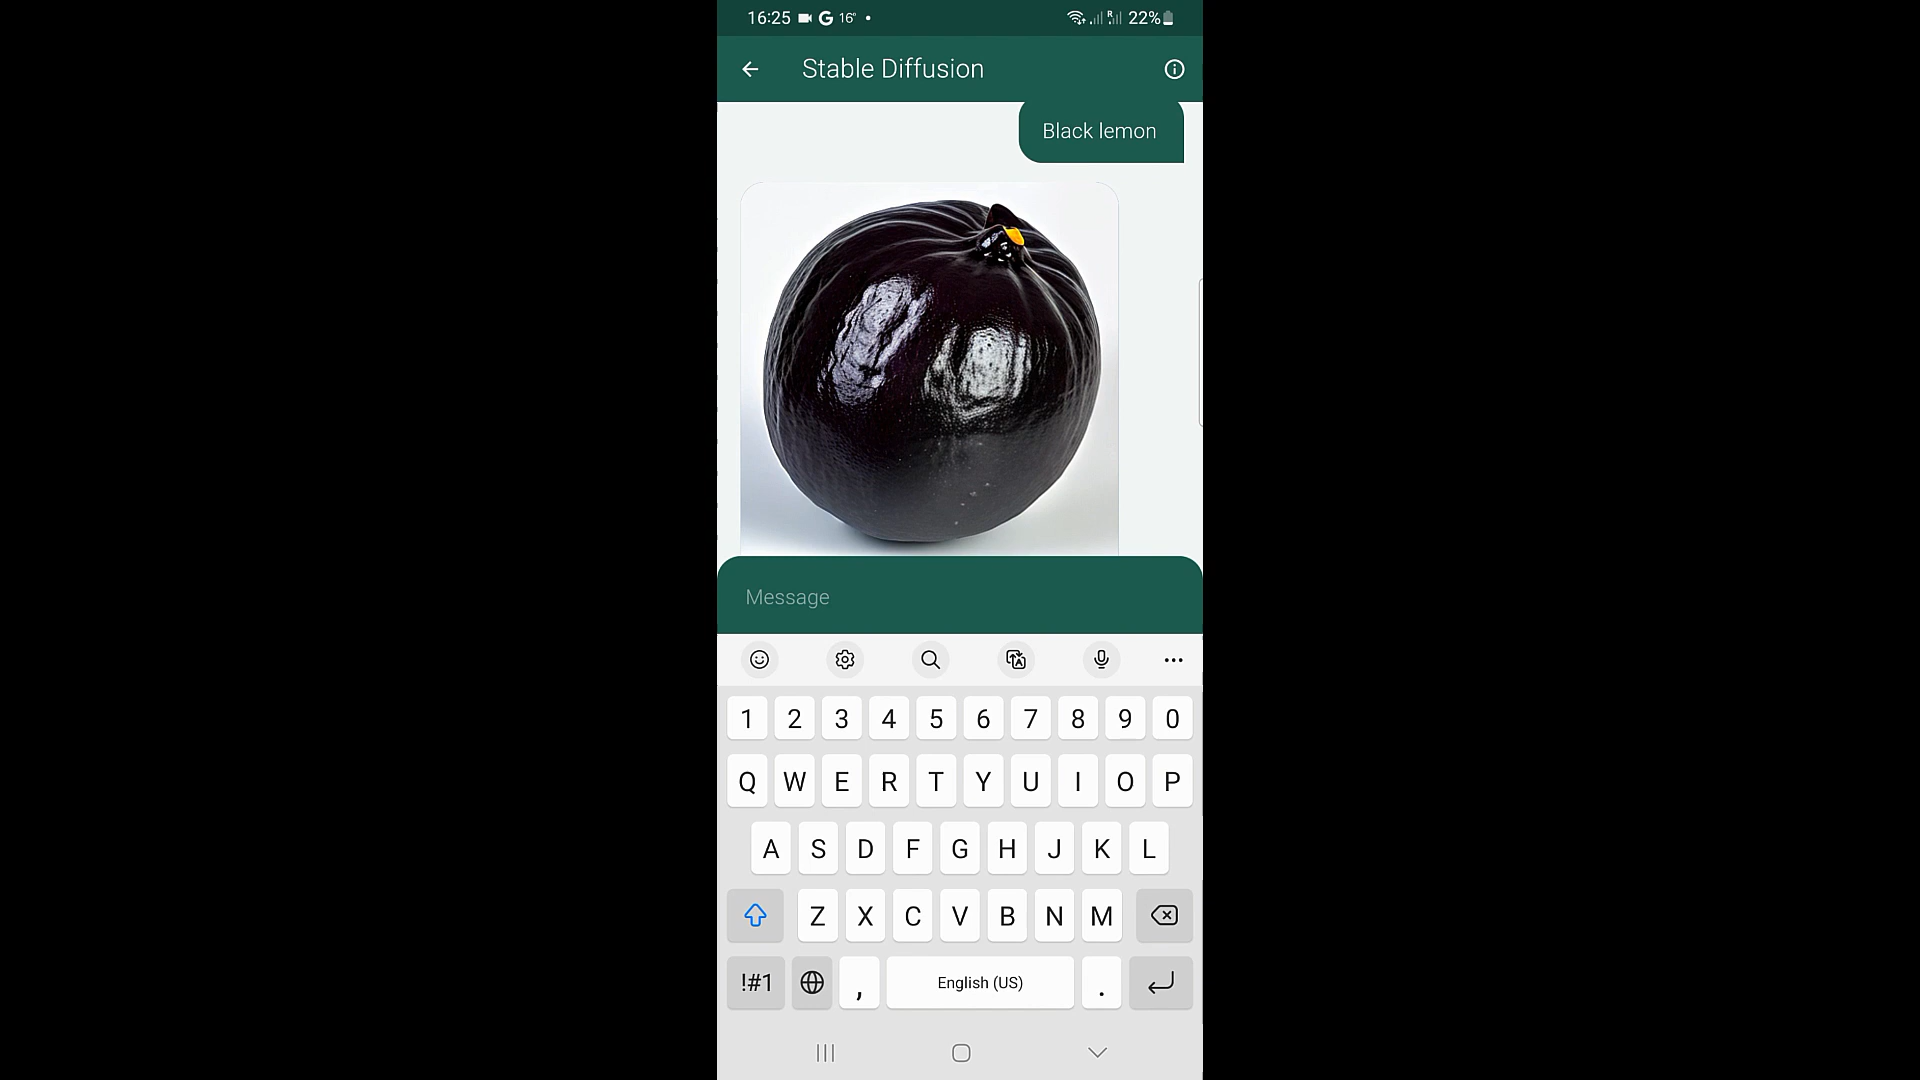 16:25 G 16° •
R 22%
Stable Diffusion
Black lemon
Message
1 2 3 4 5 6 7 8 9 0
Q W E R T Y U I O P
A S D F G H J K L
Z X C V B N M
!#1 , English (US) .